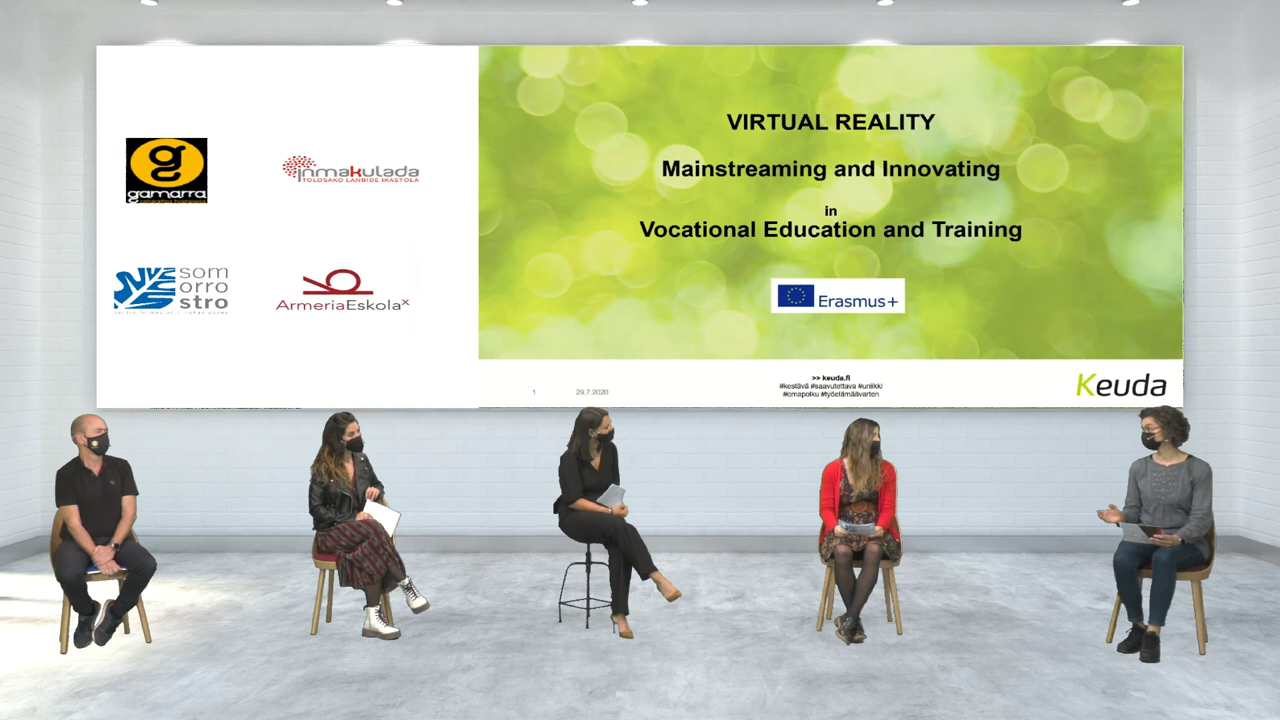 g
gamarra
inmakulada
TOLOSAKO LANBIDE IKASTOLA
som
orro
stro
ArmeriaEskolax
VIRTUAL REALITY
Mainstreaming and Innovating
in
Vocational Education and Training
Erasmus+
1
29.7.2020
>> keuda.fi
#kestävä #saavutettava #uniikki
#omapolku #työelämäävarten
Keuda